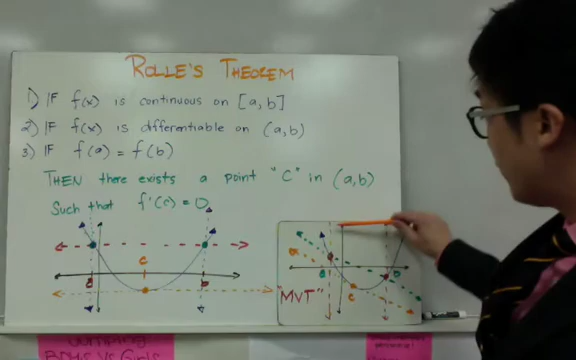 ROLLE'S THEOREM
1) IF f(x) is continuous on [a, b]
2) IF f(x) is differentiable on (a, b)
3) IF f(a) = f(b)
THEN there exists a point "C" in (a, b)
Such that f'(c) = 0
c
a
b
"MVT"
c
b